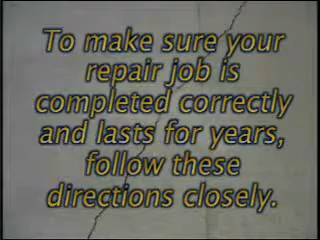 To make sure your
repair job is
completed correctly
and lasts for years,
follow these
directions closely.